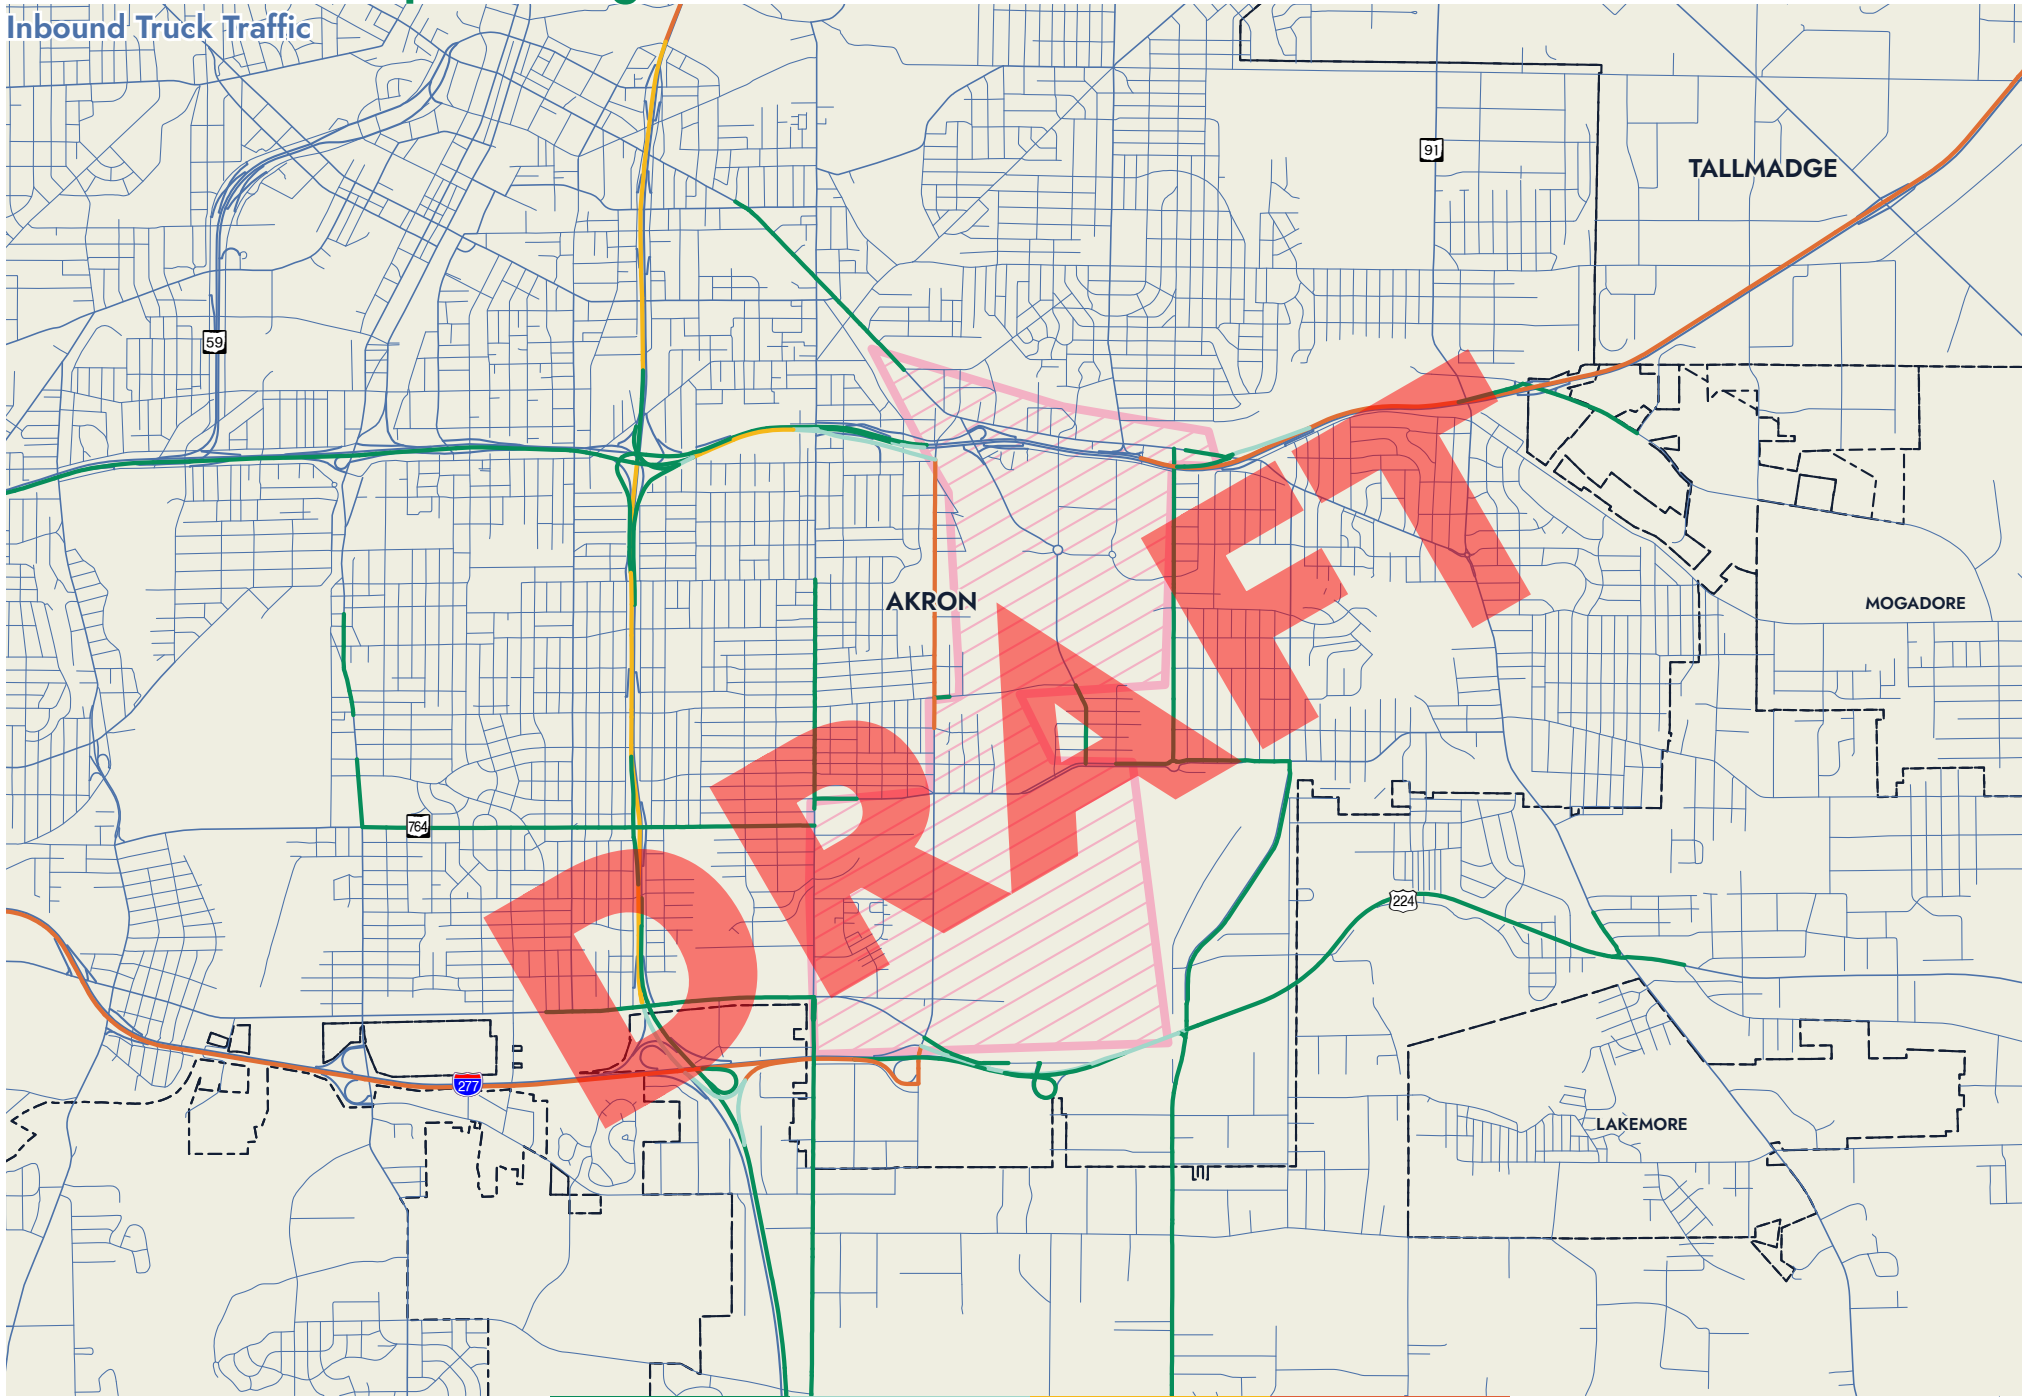 Inbound Truck Traffic
91
TALLMADGE
59
AKRON
MOGADORE
764
224
277
LAKEMORE
DRAFT